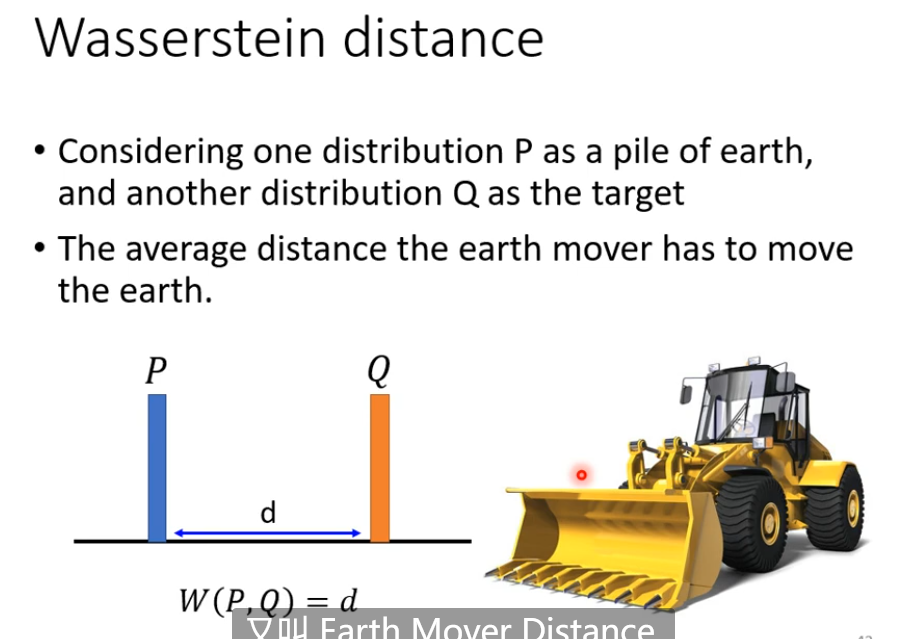 Wasserstein distance
• Considering one distribution P as a pile of earth,
and another distribution Q as the target
• The average distance the earth mover has to move
the earth.
P
Q
d
W(P,Q) = d
叫 Earth Mover Distance